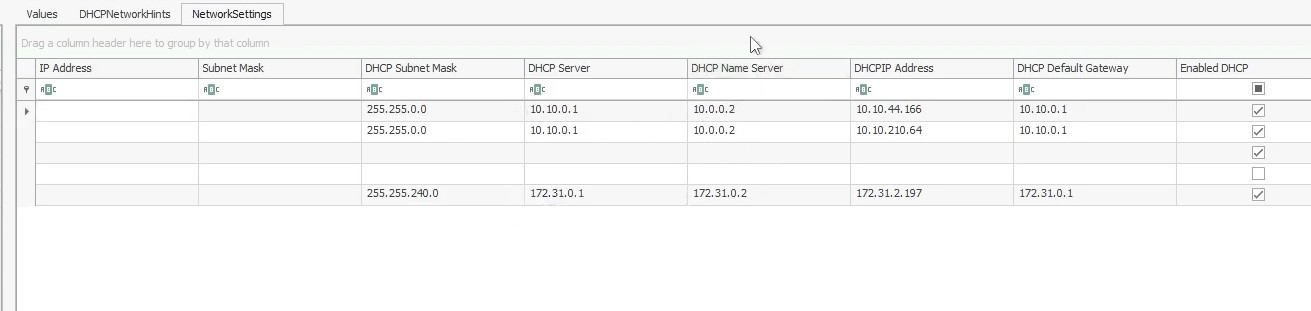 Values DHCPNetworkHints NetworkSettings
Drag a column header here to group by that column
IP Address Subnet Mask DHCP Subnet Mask DHCP Server DHCP Name Server DHCPIP Address DHCP Default Gateway Enabled DHCP
ABC ABC ABC ABC ABC ABC ABC
255.255.0.0 10.10.0.1 10.0.0.2 10.10.44.166 10.10.0.1
255.255.0.0 10.10.0.1 10.0.0.2 10.10.210.64 10.10.0.1
255.255.240.0 172.31.0.1 172.31.0.2 172.31.2.197 172.31.0.1